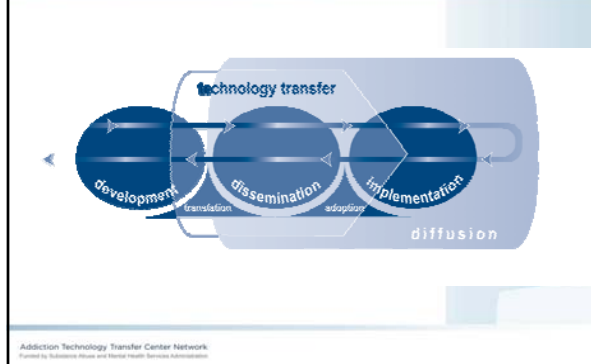 technology transfer
development
dissemination
implementation
translation
adoption
diffusion
Addiction Technology Transfer Center Network
Funded by Substance Abuse and Mental Health Services Administration